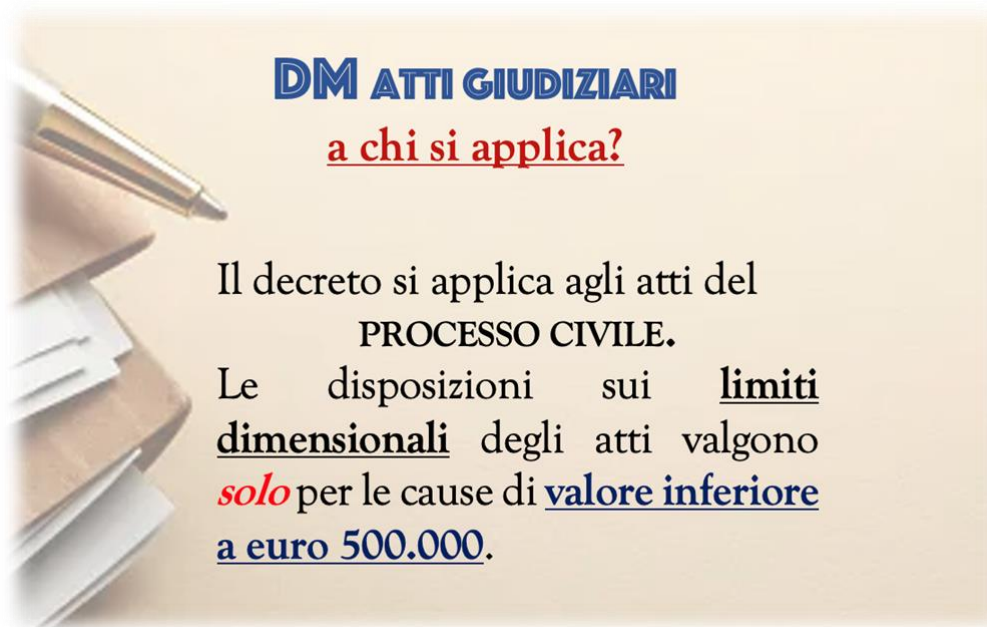 DM ATTI GIUDIZIARI
a chi si applica?
Il decreto si applica agli atti del
PROCESSO CIVILE.
Le disposizioni sui limiti
dimensionali degli atti valgono
solo per le cause di valore inferiore
a euro 500.000.